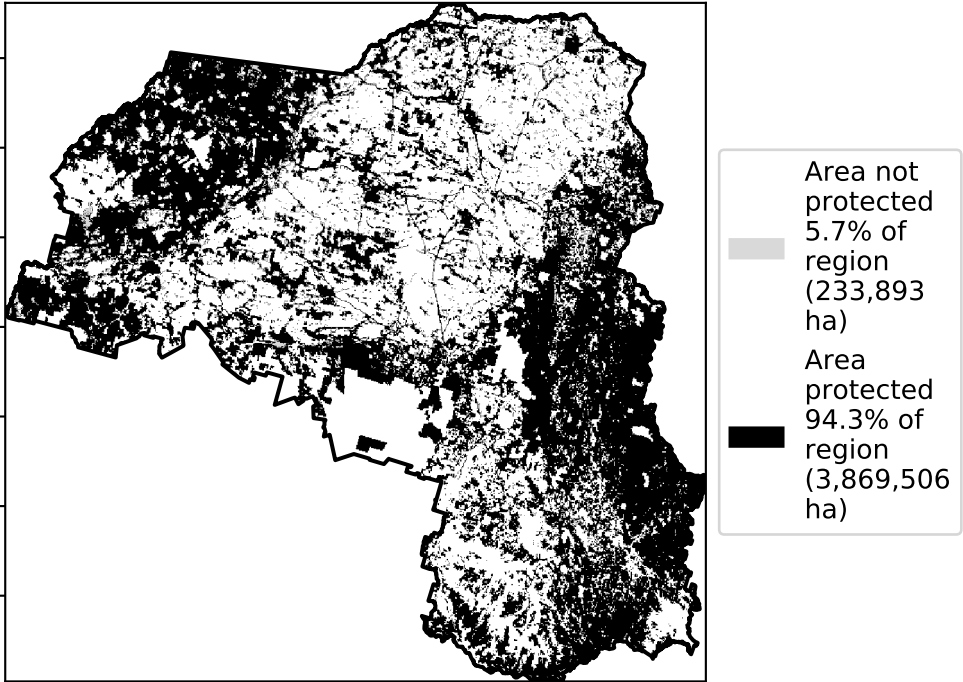 Area not
protected
5.7% of
region
(233,893
ha)
Area
protected
94.3% of
region
(3,869,506
ha)